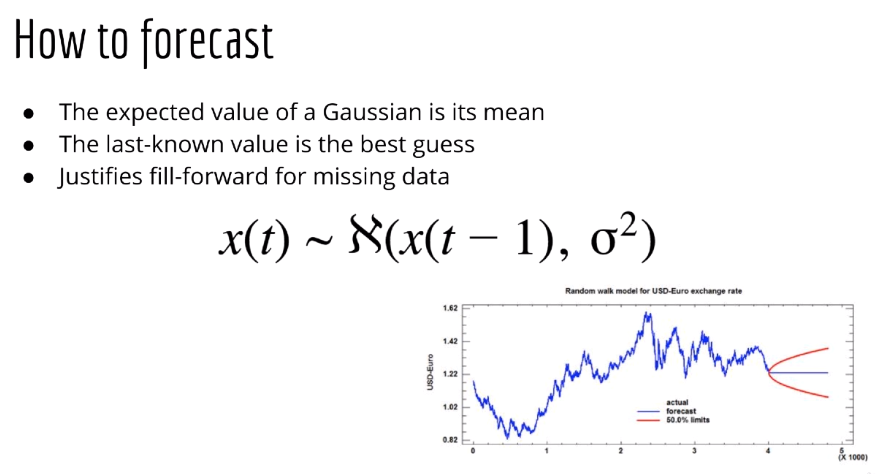 How to forecast
● The expected value of a Gaussian is its mean
● The last-known value is the best guess
● Justifies fill-forward for missing data
x(t) ~ ℵ(x(t − 1), σ²)
Random walk model for USD-Euro exchange rate
1.62
1.42
1.22
1.02
0.82
USD-Euro
actual
forecast
50.0% limits
0 1 2 3 4 5
(X 1000)